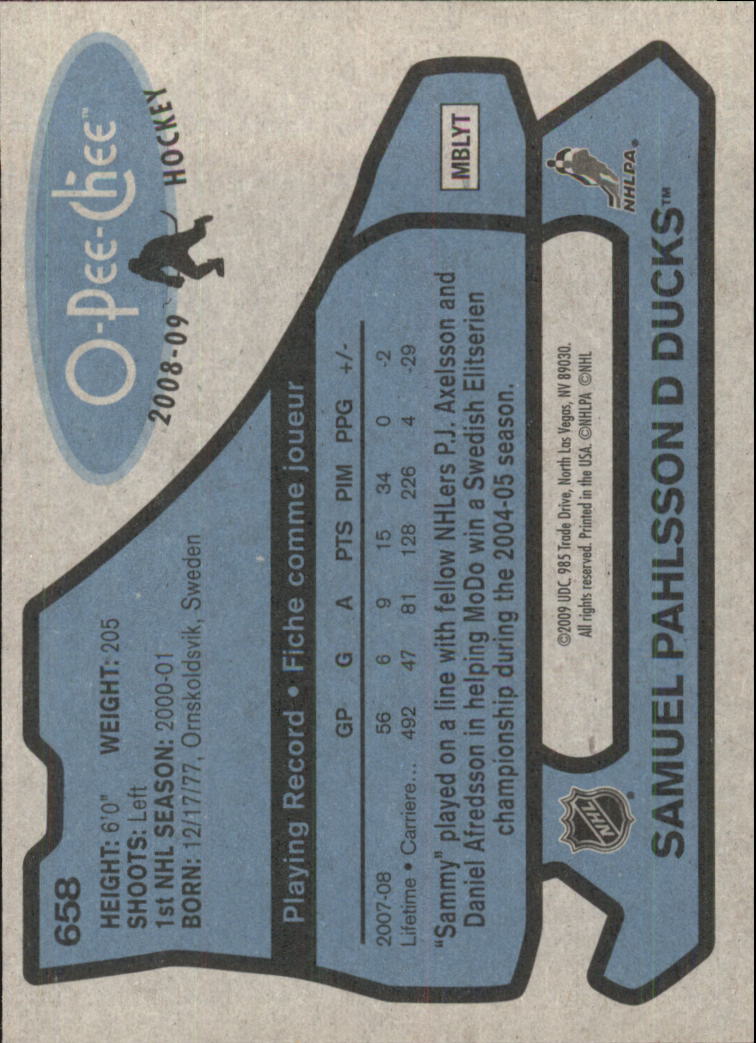 658
HEIGHT: 6'0" WEIGHT: 205
SHOOTS: Left
1st NHL SEASON: 2000-01
BORN: 12/17/77, Ornskoldsvik, Sweden
O-Pee-Chee™
2008-09 HOCKEY
Playing Record • Fiche comme joueur
GP G A PTS PIM PPG +/-
2007-08 56 6 9 15 34 0 -2
Lifetime • Carriere... 492 47 81 128 226 4 -29
"Sammy" played on a line with fellow NHLers P.J. Axelsson and
Daniel Afredsson in helping MoDo win a Swedish Elitserien
championship during the 2004-05 season.
MBLYT
NHL®
©2009 UDC, 985 Trade Drive, North Las Vegas, NV 89030.
All rights reserved. Printed in the USA. ©NHLPA ©NHL
NHLPA®
SAMUEL PAHLSSON D DUCKS™